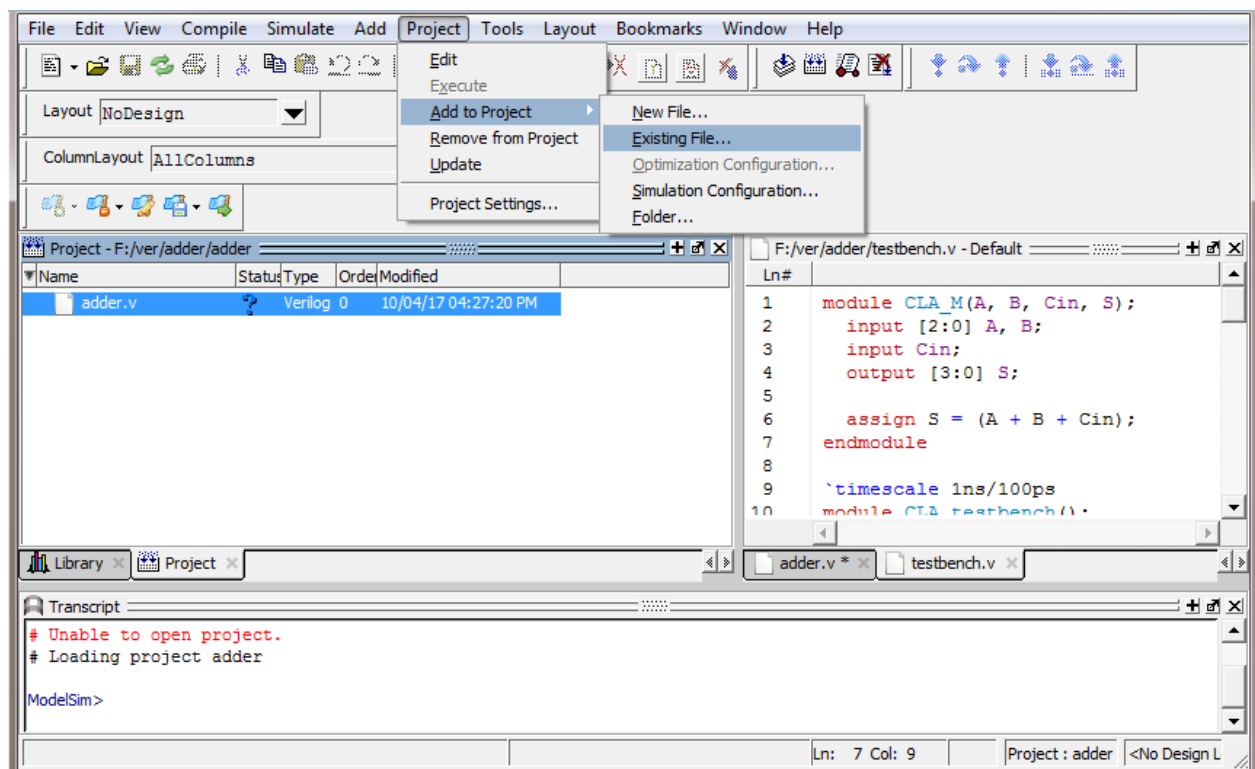 File Edit View Compile Simulate Add Project Tools Layout Bookmarks Window Help
Edit
Execute
Add to Project
Remove from Project
Update
Project Settings...
New File...
Existing File...
Optimization Configuration...
Simulation Configuration...
Folder...
Layout NoDesign
ColumnLayout AllColumns
Project - F:/ver/adder/adder
Name Status Type Order Modified
adder.v Verilog 0 10/04/17 04:27:20 PM
Library Project
F:/ver/adder/testbench.v - Default
Ln#
1 module CLA_M(A, B, Cin, S);
2 input [2:0] A, B;
3 input Cin;
4 output [3:0] S;
5
6 assign S = (A + B + Cin);
7 endmodule
8
9 `timescale 1ns/100ps
10 module CLA_testbench();
adder.v * testbench.v
Transcript
# Unable to open project.
# Loading project adder
ModelSim>
Ln: 7 Col: 9 Project : adder <No Design L